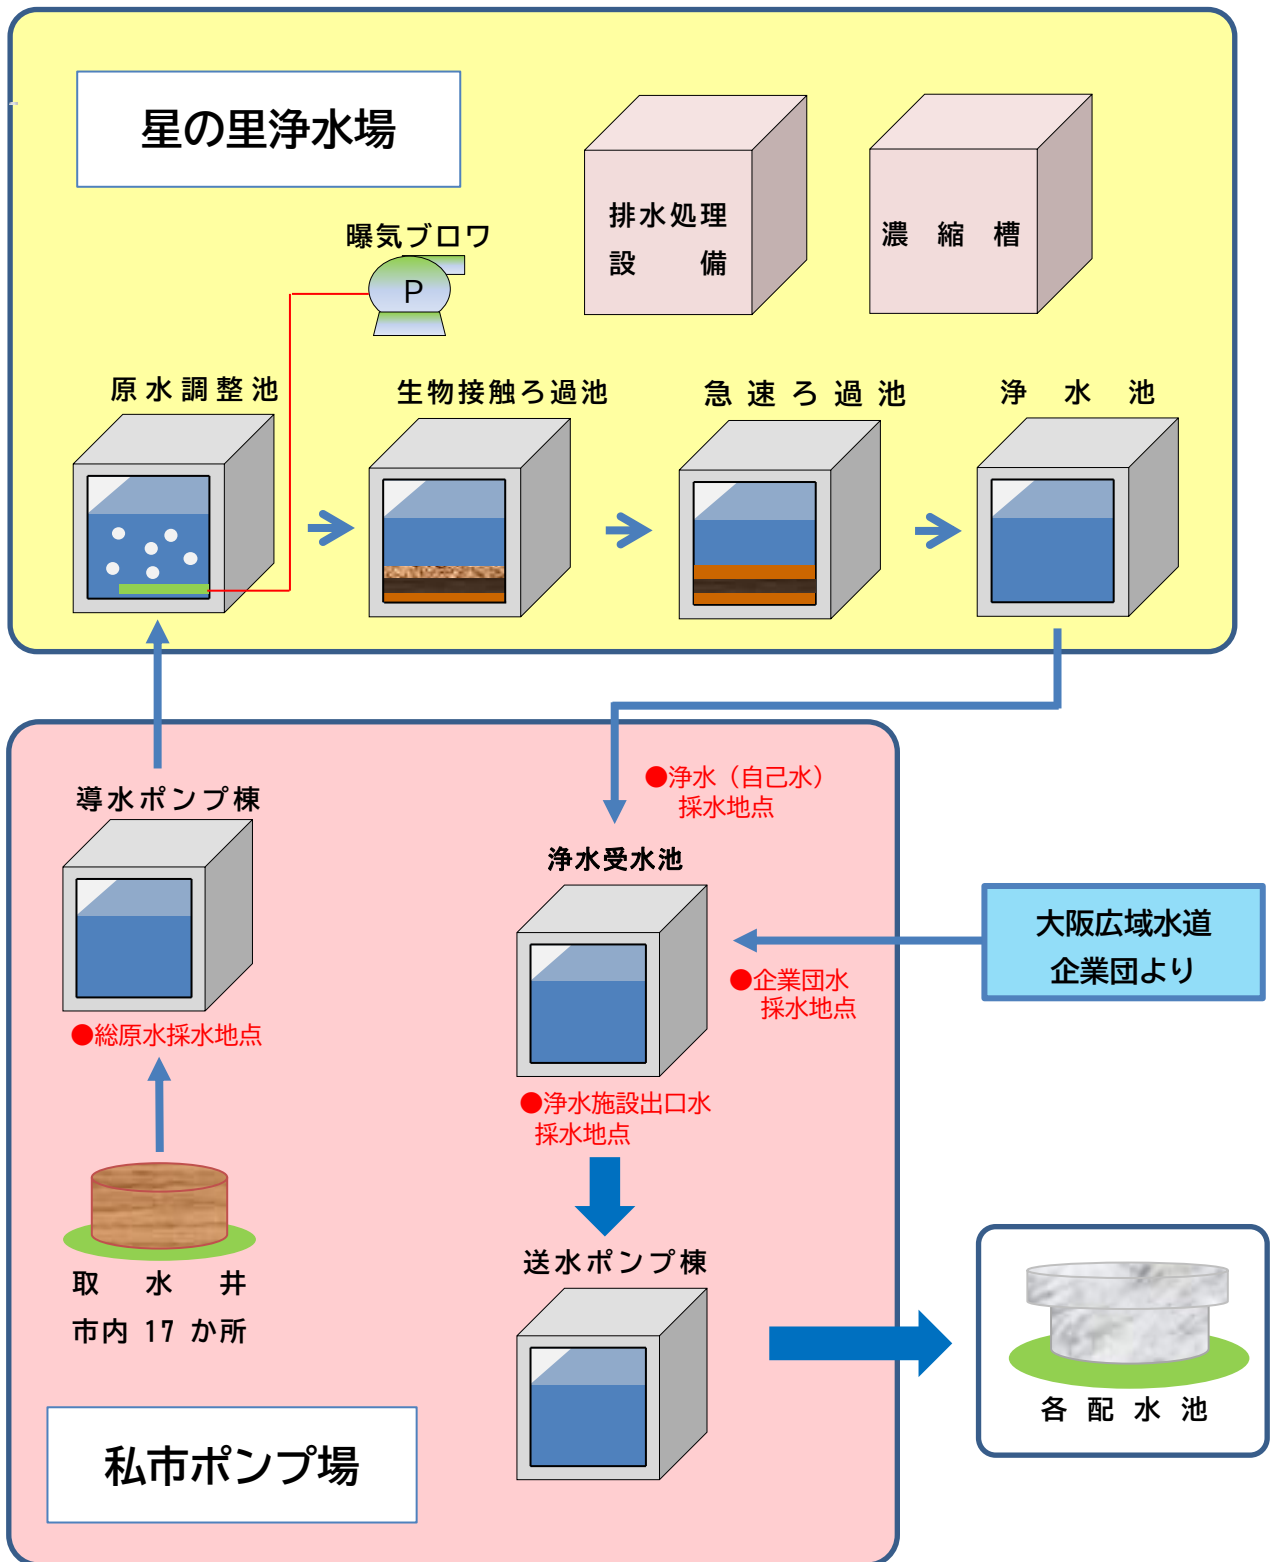 星の里浄水場
排水処理
設　備
濃縮槽
曝気ブロワ
P
原水調整池
生物接触ろ過池
急速ろ過池
浄水池
導水ポンプ棟
●浄水（自己水）
採水地点
浄水受水池
大阪広域水道
企業団より
●企業団水
採水地点
●総原水採水地点
●浄水施設出口水
採水地点
取水井
市内 17 か所
送水ポンプ棟
各配水池
私市ポンプ場